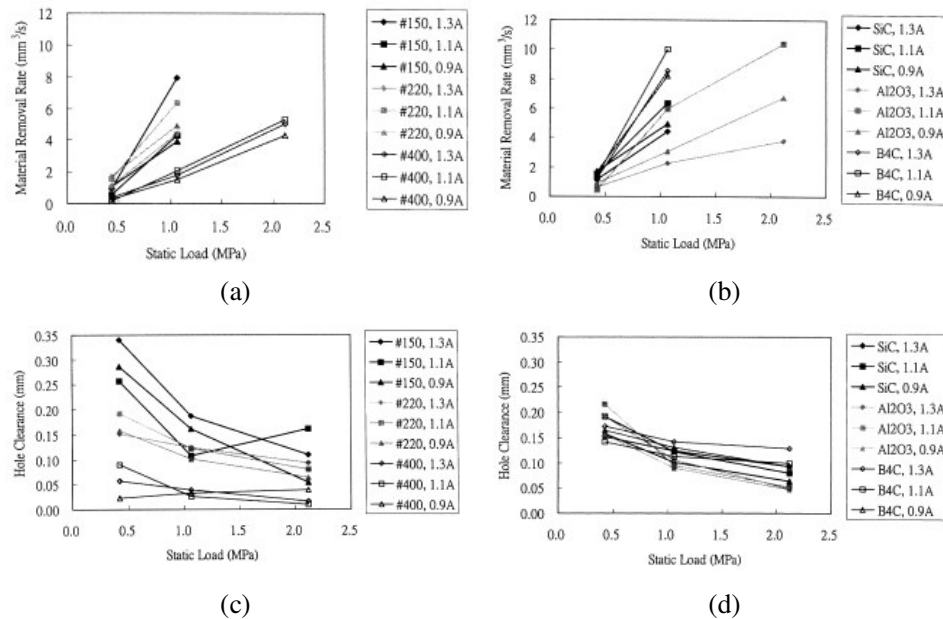 (a)
Material Removal Rate (mm³/s)
12
10
8
6
4
2
0
0.0 0.5 1.0 1.5 2.0 2.5
Static Load (MPa)
#150, 1.3A
#150, 1.1A
#150, 0.9A
#220, 1.3A
#220, 1.1A
#220, 0.9A
#400, 1.3A
#400, 1.1A
#400, 0.9A
(b)
Material Removal Rate (mm³/s)
12
10
8
6
4
2
0
0.0 0.5 1.0 1.5 2.0 2.5
Static Load (MPa)
SiC, 1.3A
SiC, 1.1A
SiC, 0.9A
Al2O3, 1.3A
Al2O3, 1.1A
Al2O3, 0.9A
B4C, 1.3A
B4C, 1.1A
B4C, 0.9A
(c)
Hole Clearance (mm)
0.35
0.30
0.25
0.20
0.15
0.10
0.05
0.00
0.0 0.5 1.0 1.5 2.0 2.5
Static Load (MPa)
#150, 1.3A
#150, 1.1A
#150, 0.9A
#220, 1.3A
#220, 1.1A
#220, 0.9A
#400, 1.3A
#400, 1.1A
#400, 0.9A
(d)
Hole Clearance (mm)
0.35
0.30
0.25
0.20
0.15
0.10
0.05
0.00
0.0 0.5 1.0 1.5 2.0 2.5
Static Load (MPa)
SiC, 1.3A
SiC, 1.1A
SiC, 0.9A
Al2O3, 1.3A
Al2O3, 1.1A
Al2O3, 0.9A
B4C, 1.3A
B4C, 1.1A
B4C, 0.9A